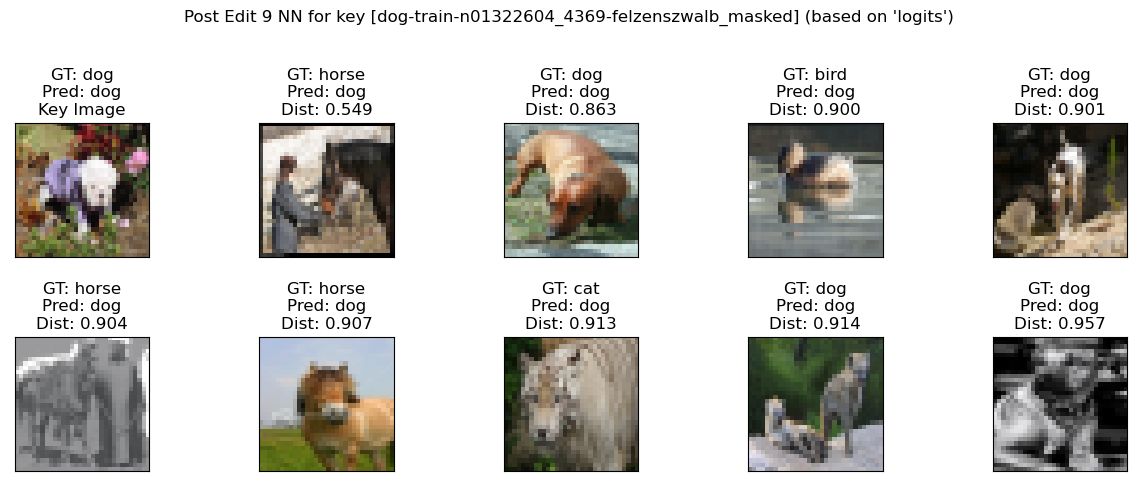 Post Edit 9 NN for key [dog-train-n01322604_4369-felzenszwalb_masked] (based on 'logits')
GT: dog
Pred: dog
Key Image
GT: horse
Pred: dog
Dist: 0.549
GT: dog
Pred: dog
Dist: 0.863
GT: bird
Pred: dog
Dist: 0.900
GT: dog
Pred: dog
Dist: 0.901
GT: horse
Pred: dog
Dist: 0.904
GT: horse
Pred: dog
Dist: 0.907
GT: cat
Pred: dog
Dist: 0.913
GT: dog
Pred: dog
Dist: 0.914
GT: dog
Pred: dog
Dist: 0.957